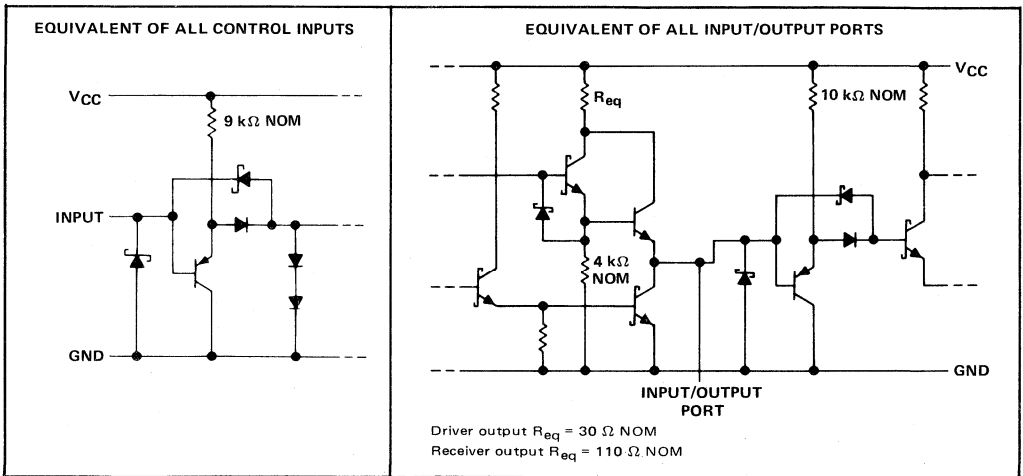 EQUIVALENT OF ALL CONTROL INPUTS
VCC
9 kΩ NOM
INPUT
GND
EQUIVALENT OF ALL INPUT/OUTPUT PORTS
VCC
Req
10 kΩ NOM
4 kΩ
NOM
GND
INPUT/OUTPUT
PORT
Driver output Req = 30 Ω NOM
Receiver output Req = 110 Ω NOM